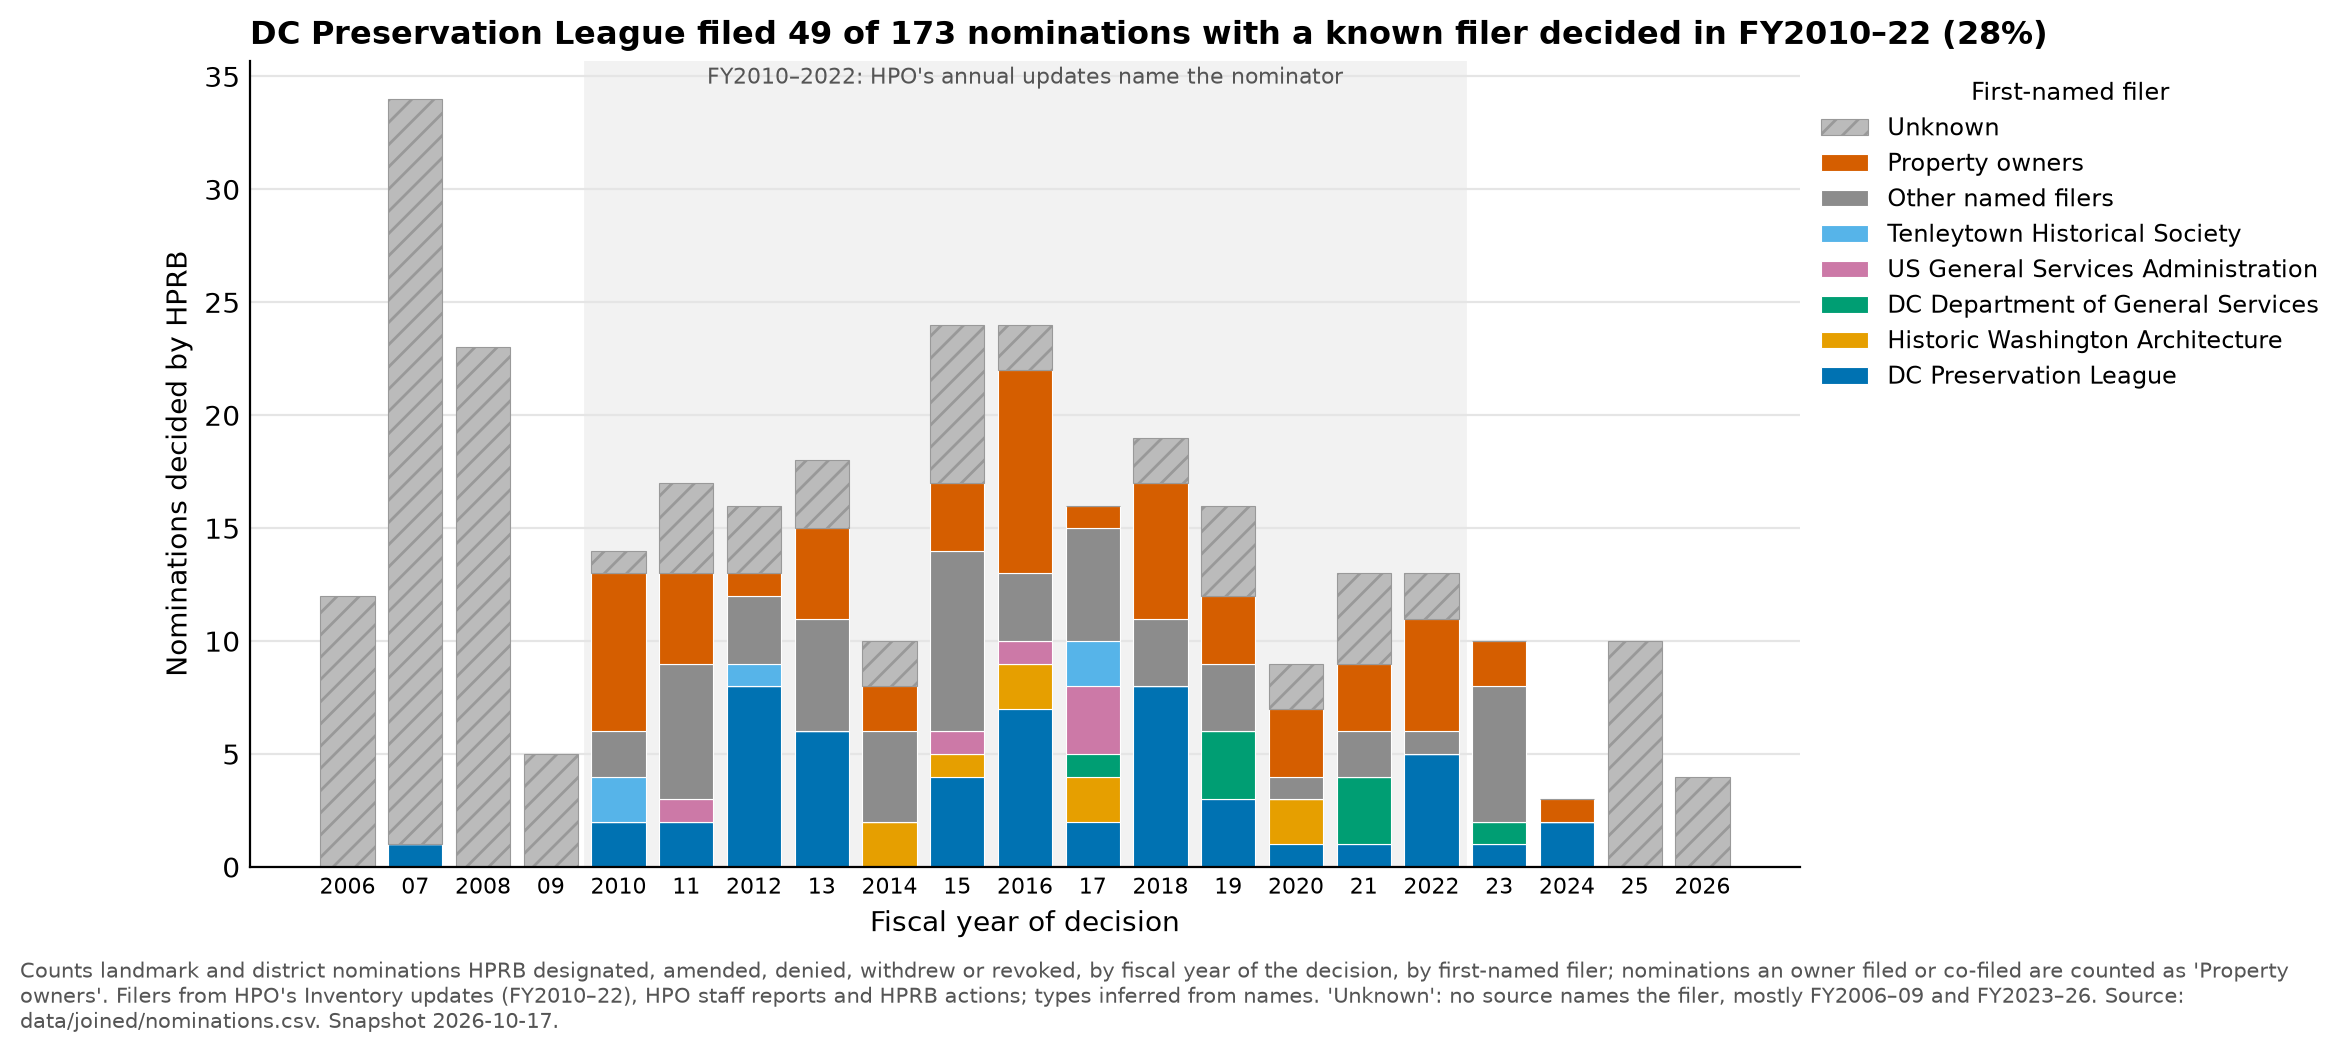 DC Preservation League filed 49 of 173 nominations with a known filer decided in FY2010–22 (28%)
FY2010–2022: HPO's annual updates name the nominator
Nominations decided by HPRB
35
30
25
20
15
10
5
0
2006 07 2008 09 2010 11 2012 13 2014 15 2016 17 2018 19 2020 21 2022 23 2024 25 2026
Fiscal year of decision
First-named filer
Unknown
Property owners
Other named filers
Tenleytown Historical Society
US General Services Administration
DC Department of General Services
Historic Washington Architecture
DC Preservation League
Counts landmark and district nominations HPRB designated, amended, denied, withdrew or revoked, by fiscal year of the decision, by first-named filer; nominations an owner filed or co-filed are counted as 'Property
owners'. Filers from HPO's Inventory updates (FY2010–22), HPO staff reports and HPRB actions; types inferred from names. 'Unknown': no source names the filer, mostly FY2006–09 and FY2023–26. Source:
data/joined/nominations.csv. Snapshot 2026-10-17.